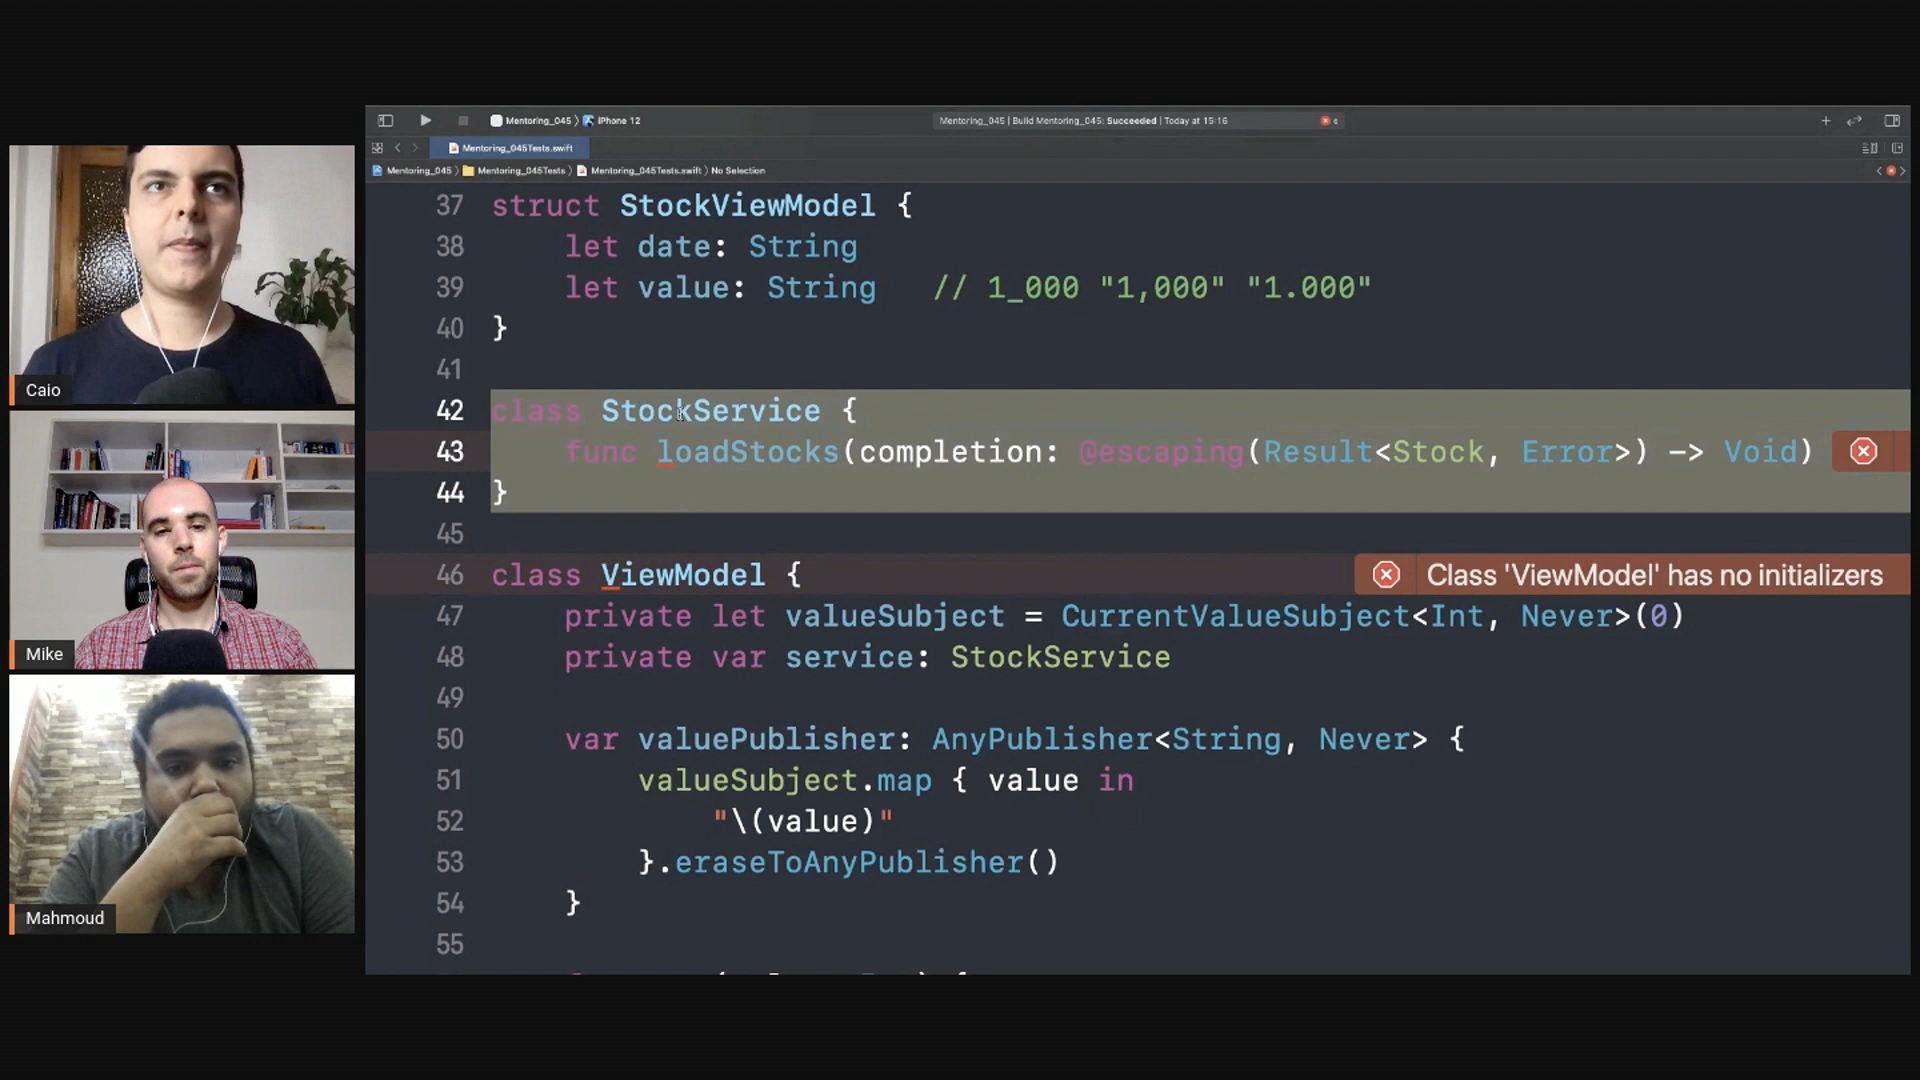 Caio
Mike
Mahmoud
Mentoring_045 〉 iPhone 12
Mentoring_045 | Build Mentoring_045: Succeeded | Today at 15:16
6
Mentoring_045Tests.swift
Mentoring_045 〉 Mentoring_045Tests 〉 Mentoring_045Tests.swift 〉 No Selection
37 struct StockViewModel {
38 let date: String
39 let value: String // 1_000 "1,000" "1.000"
40 }
41
42 class StockService {
43 func loadStocks(completion: @escaping(Result<Stock, Error>) -> Void)
44 }
45
46 class ViewModel { Class 'ViewModel' has no initializers
47 private let valueSubject = CurrentValueSubject<Int, Never>(0)
48 private var service: StockService
49
50 var valuePublisher: AnyPublisher<String, Never> {
51 valueSubject.map { value in
52 "\(value)"
53 }.eraseToAnyPublisher()
54 }
55